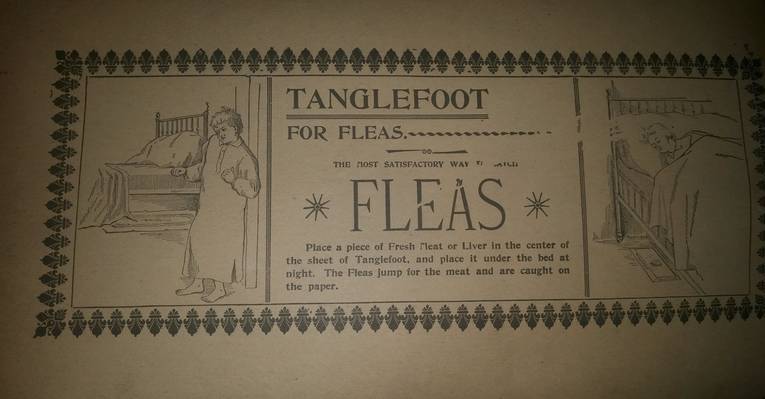 TANGLEFOOT
FOR FLEAS.
THE MOST SATISFACTORY WAY TO CATCH
FLEAS
Place a piece of Fresh Meat or Liver in the center of
the sheet of Tanglefoot, and place it under the bed at
night. The Fleas jump for the meat and are caught on
the paper.